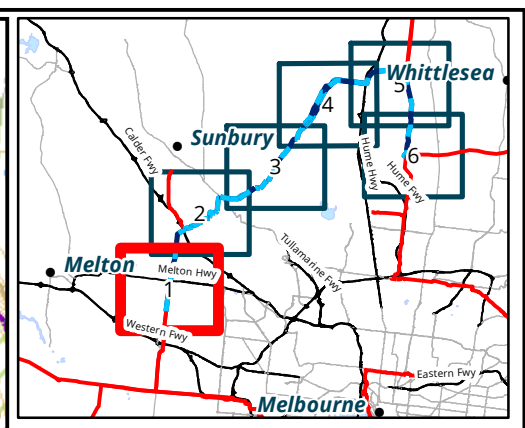 Whittlesea
5
4
Sunbury
Calder Fwy
Hume Hwy
6
3
Hume Fwy
2
Tullamarine Fwy
Melton
Melton Hwy
1
Western Fwy
Eastern Fwy
Melbourne